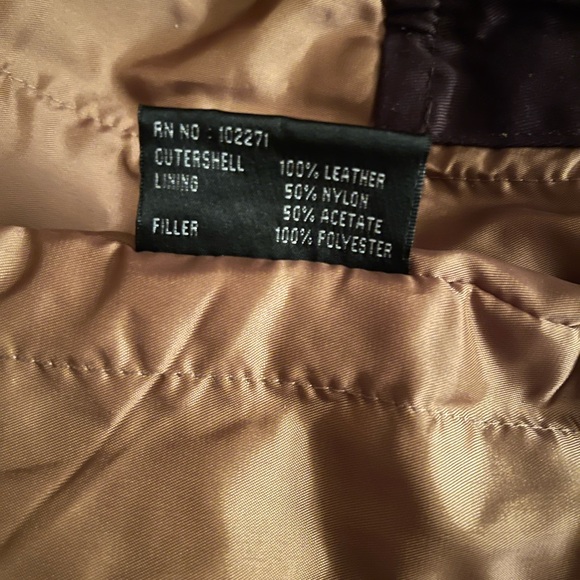 RN NO : 102271
OUTERSHELL 100% LEATHER
LINING 50% NYLON
50% ACETATE
FILLER 100% POLYESTER